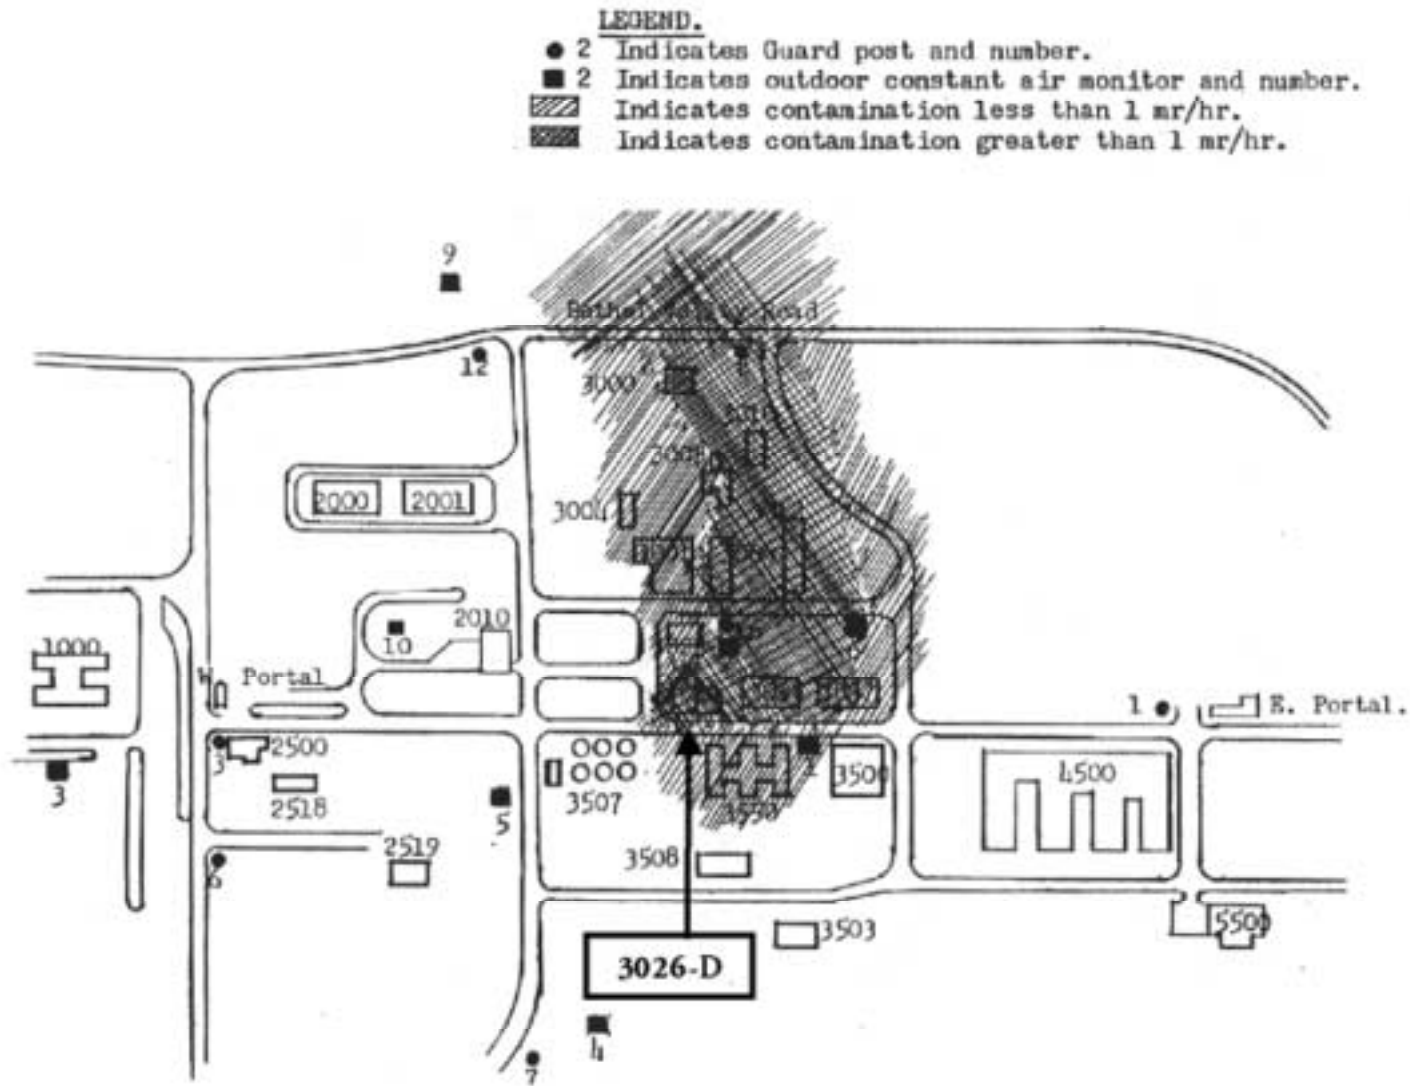 LEGEND.
2 Indicates Guard post and number.
2 Indicates outdoor constant air monitor and number.
Indicates contamination less than 1 mr/hr.
Indicates contamination greater than 1 mr/hr.
9
Bethel Valley Road
12
3000
2000 2001
3004
1000
10
2010
W Portal
1 E. Portal.
3 2500
3
2518
5
3507
3500
4500
6
2519
3508
3503
5500
3026-D
4
7